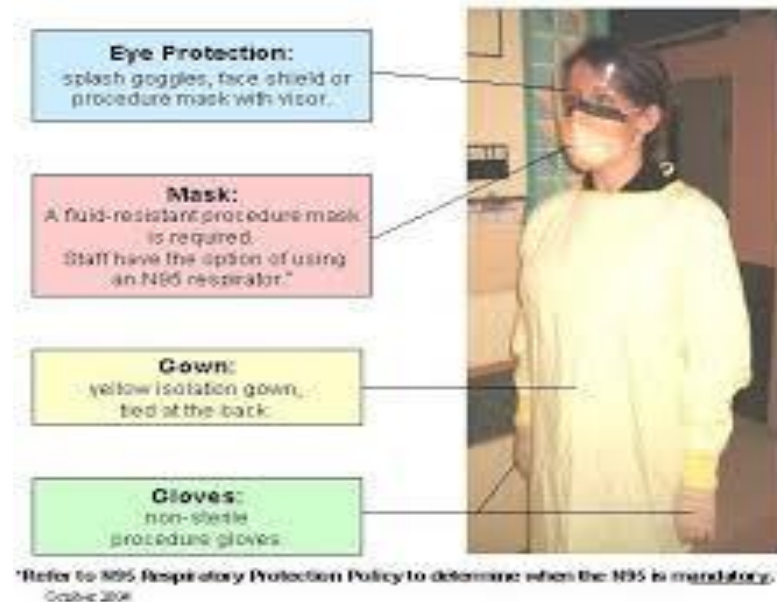 Eye Protection:
splash goggles, face shield or
procedure mask with visor.
Mask:
A fluid-resistant procedure mask
is required.
Staff have the option of using
an N95 respirator.*
Gown:
yellow isolation gown,
tied at the back.
Gloves:
non-sterile
procedure gloves
*Refer to N95 Respiratory Protection Policy to determine when the N95 is mandatory.
October 2004